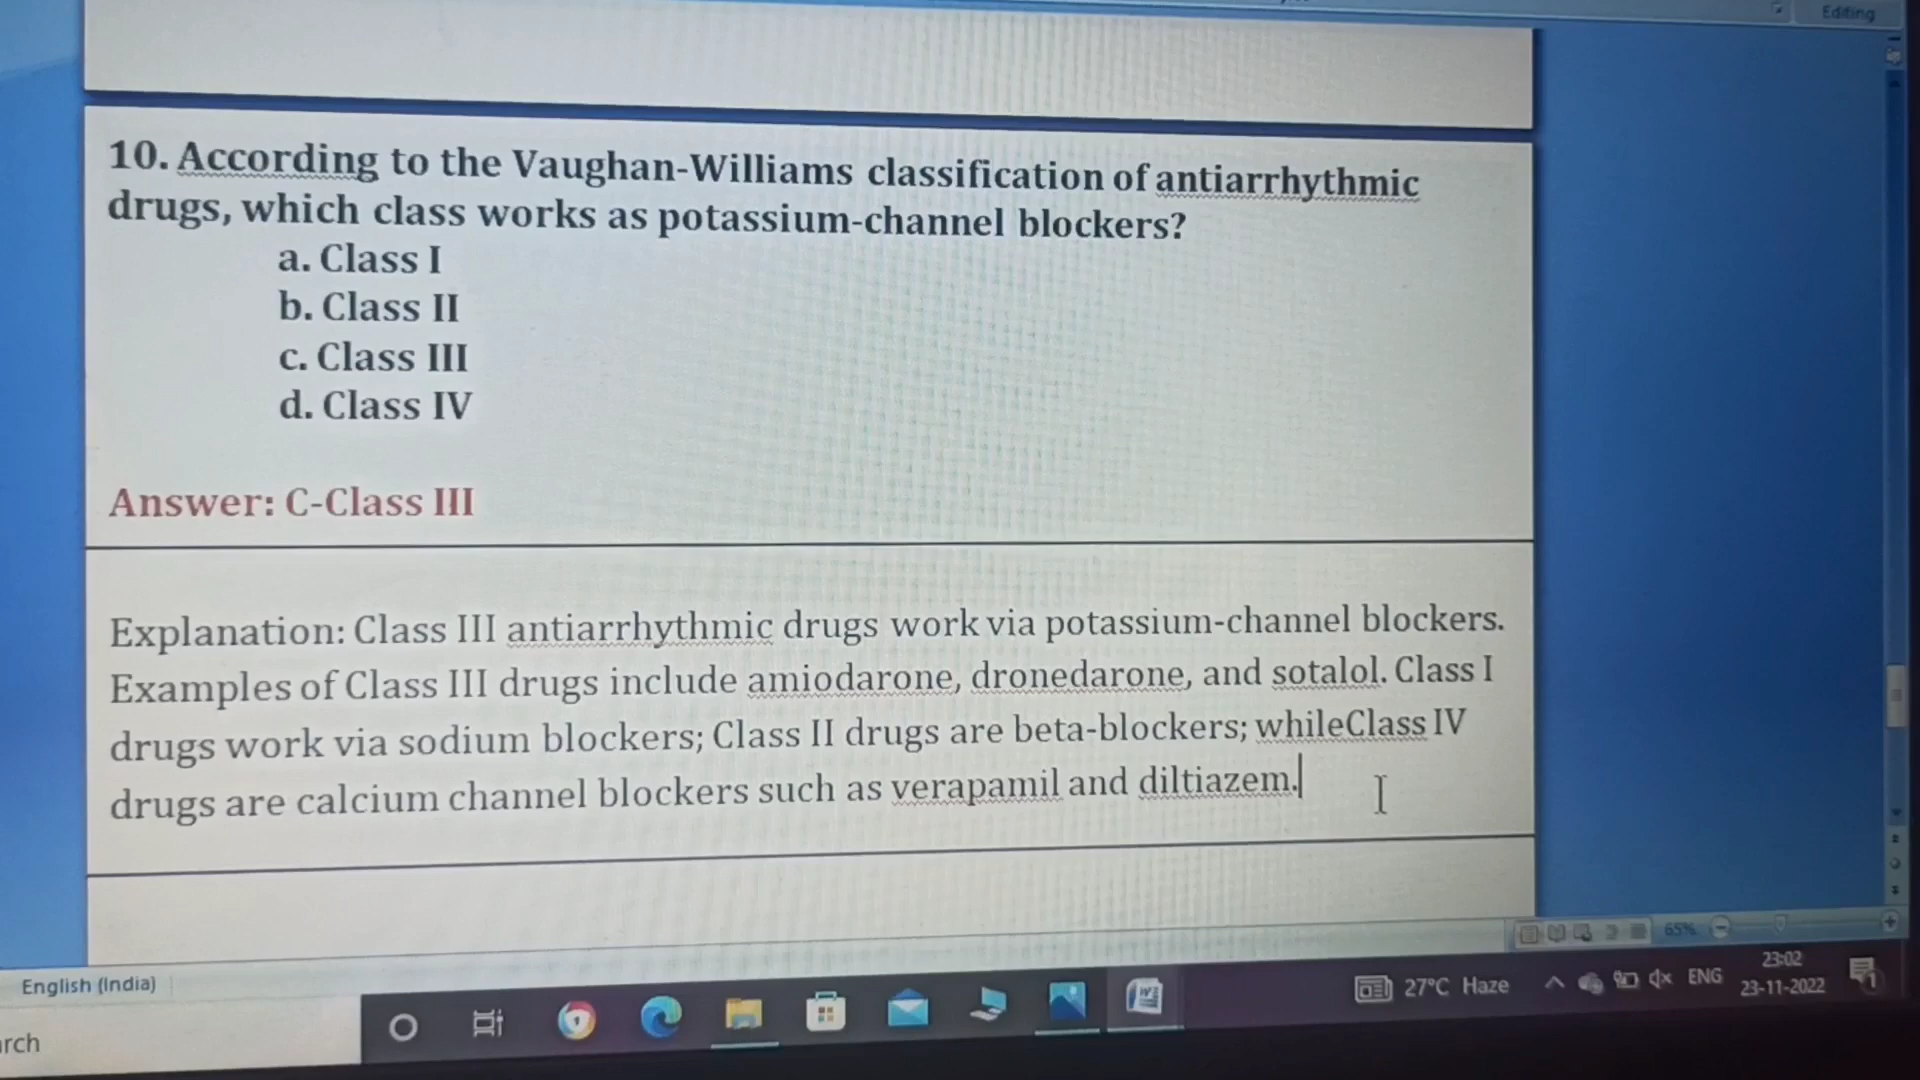 Editing
10. According to the Vaughan-Williams classification of antiarrhythmic
drugs, which class works as potassium-channel blockers?
a. Class I
b. Class II
c. Class III
d. Class IV
Answer: C-Class III
Explanation: Class III antiarrhythmic drugs work via potassium-channel blockers.
Examples of Class III drugs include amiodarone, dronedarone, and sotalol. Class I
drugs work via sodium blockers; Class II drugs are beta-blockers; whileClass IV
drugs are calcium channel blockers such as verapamil and diltiazem.
65%
English (India)
27°C Haze
ENG
23:02
23-11-2022
1
rch